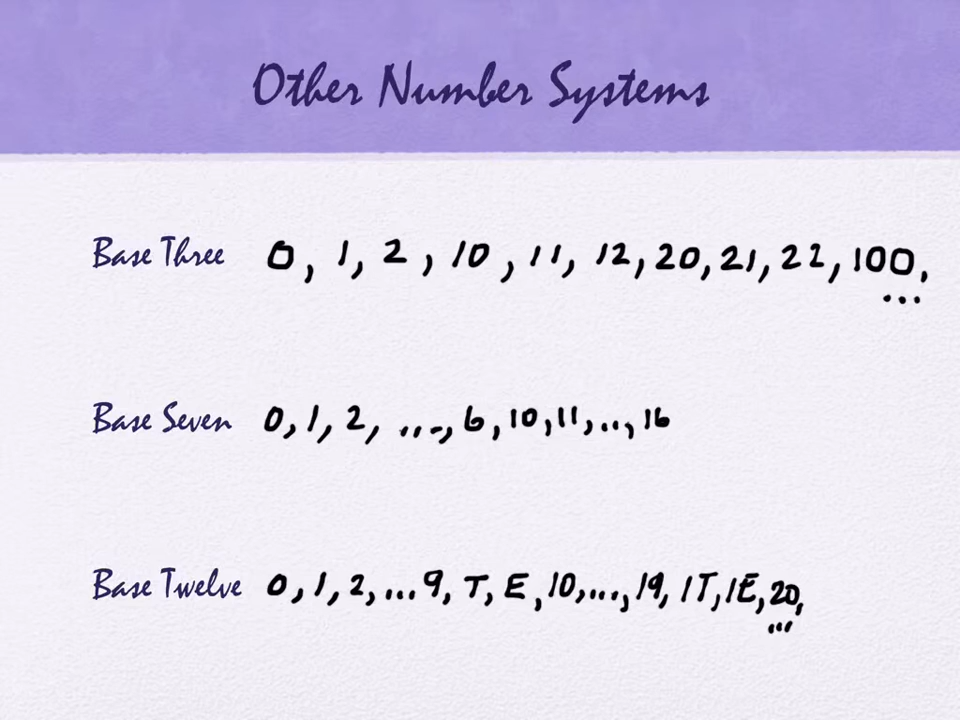 Other Number Systems
Base Three 0, 1, 2, 10, 11, 12, 20, 21, 22, 100,
...
Base Seven 0, 1, 2, ..., 6, 10, 11, ..., 16
Base Twelve 0, 1, 2, ...9, T, E, 10, ..., 19, 1T, 1E, 20,
...